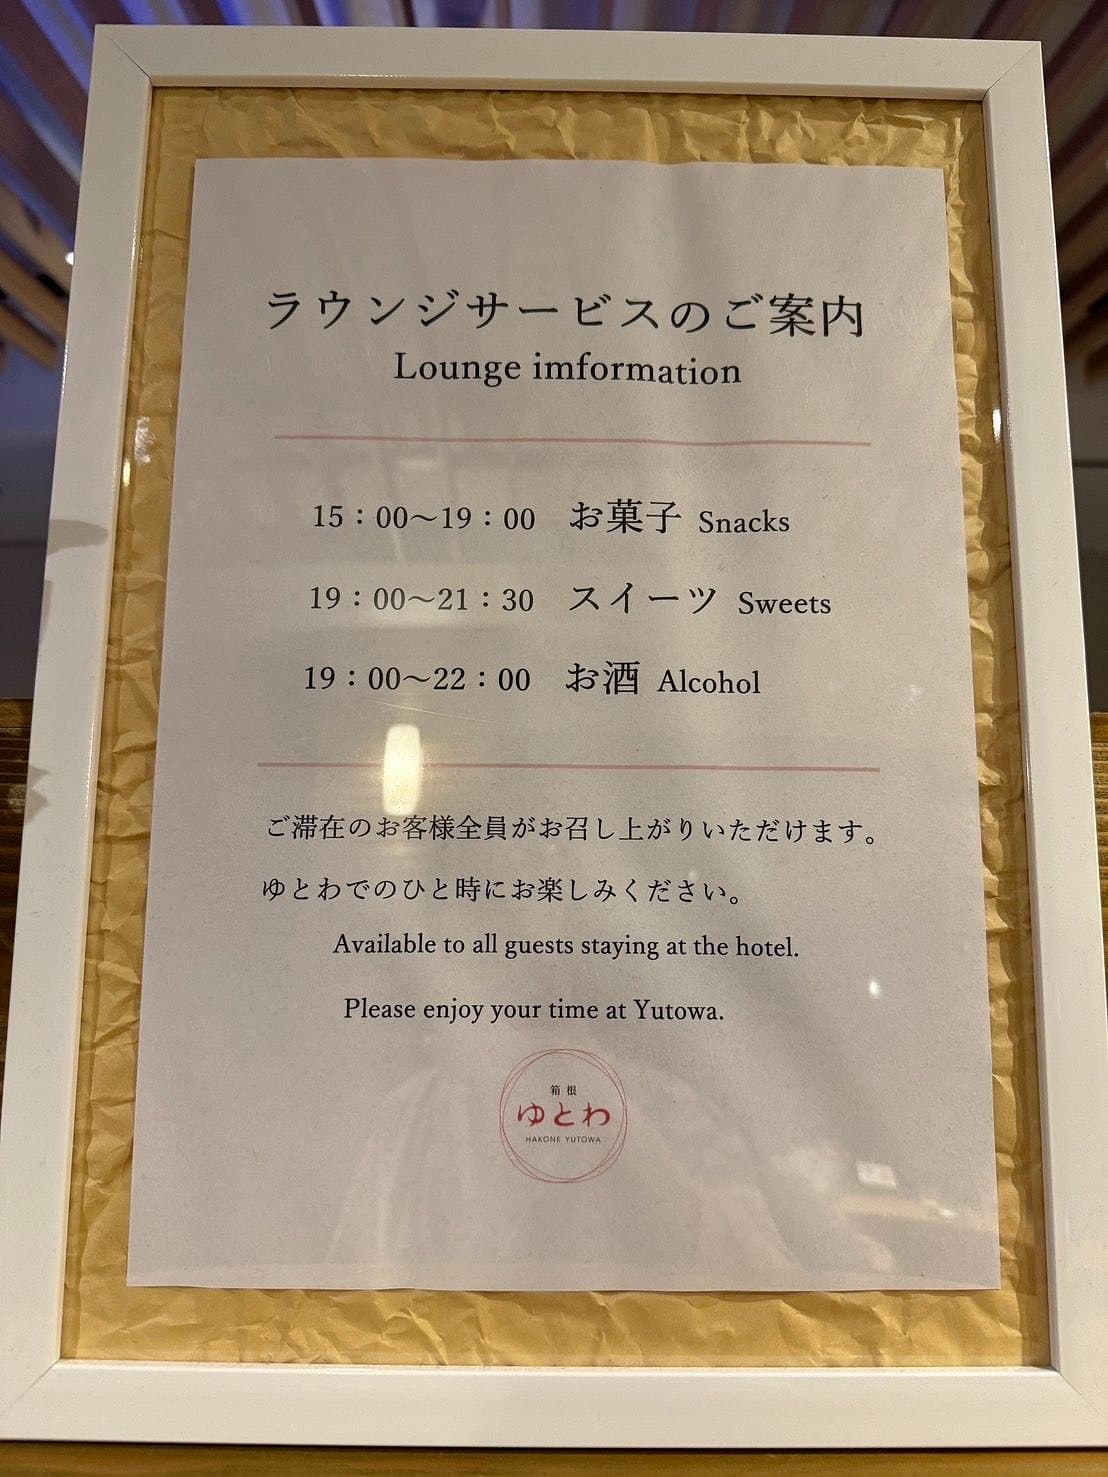 ラウンジサービスのご案内
Lounge imformation
15：00〜19：00 お菓子 Snacks
19：00〜21：30 スイーツ Sweets
19：00〜22：00 お酒 Alcohol
ご滞在のお客様全員がお召し上がりいただけます。
ゆとわでのひと時にお楽しみください。
Available to all guests staying at the hotel.
Please enjoy your time at Yutowa.
箱根
ゆとわ
HAKONE YUTOWA